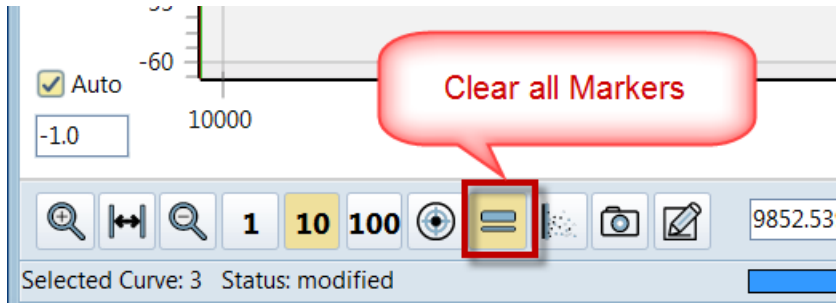 -60
Auto
Clear all Markers
-1.0
10000
1 10 100
9852.53
Selected Curve: 3 Status: modified